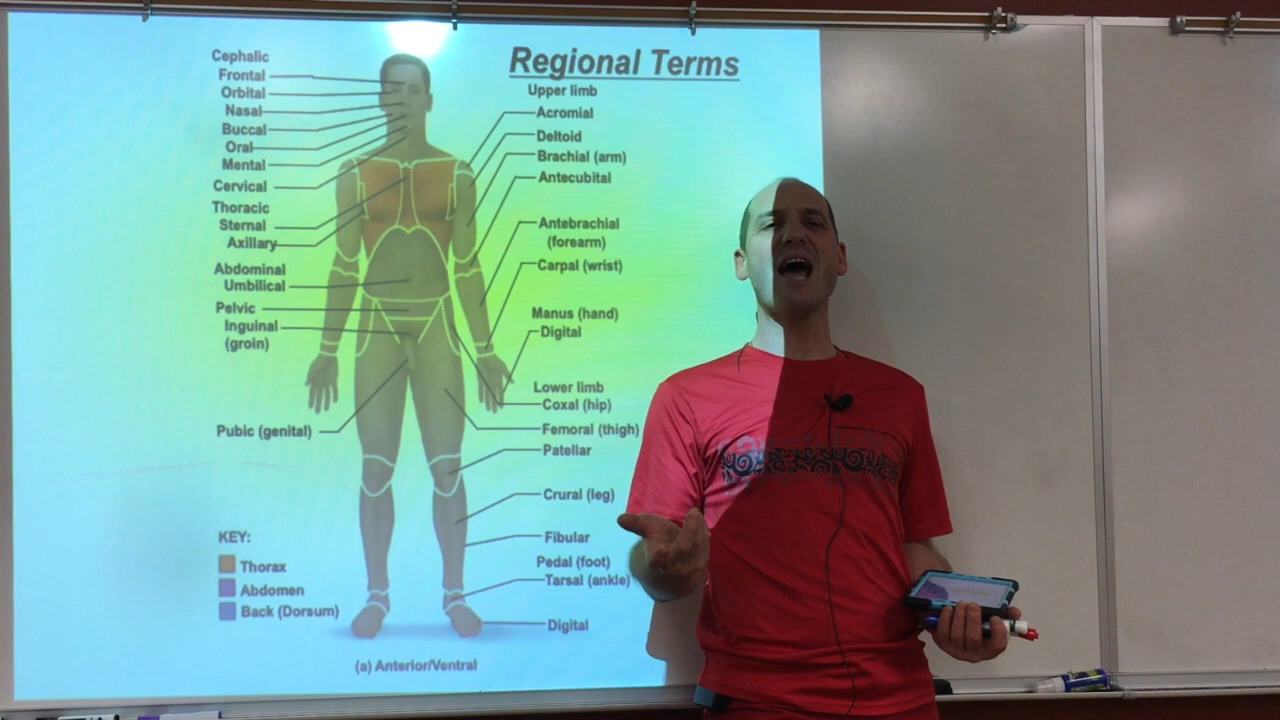 Regional Terms
Cephalic
Frontal
Orbital
Nasal
Buccal
Oral
Mental
Cervical
Thoracic
Sternal
Axillary
Abdominal
Umbilical
Pelvic
Inguinal
(groin)
Pubic (genital)
KEY:
Thorax
Abdomen
Back (Dorsum)
Upper limb
Acromial
Deltoid
Brachial (arm)
Antecubital
Antebrachial
(forearm)
Carpal (wrist)
Manus (hand)
Digital
Lower limb
Coxal (hip)
Femoral (thigh)
Patellar
Crural (leg)
Fibular
Pedal (foot)
Tarsal (ankle)
Digital
(a) Anterior/Ventral